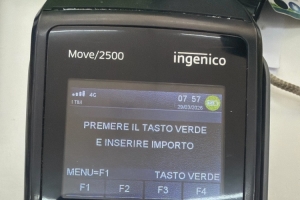 Move/2500 ingenico
4G 07 57
I TIM
PREMERE IL TASTO VERDE
E INSERIRE IMPORTO
MENU=F1 TASTO VERDE
F1 F2 F3 F4